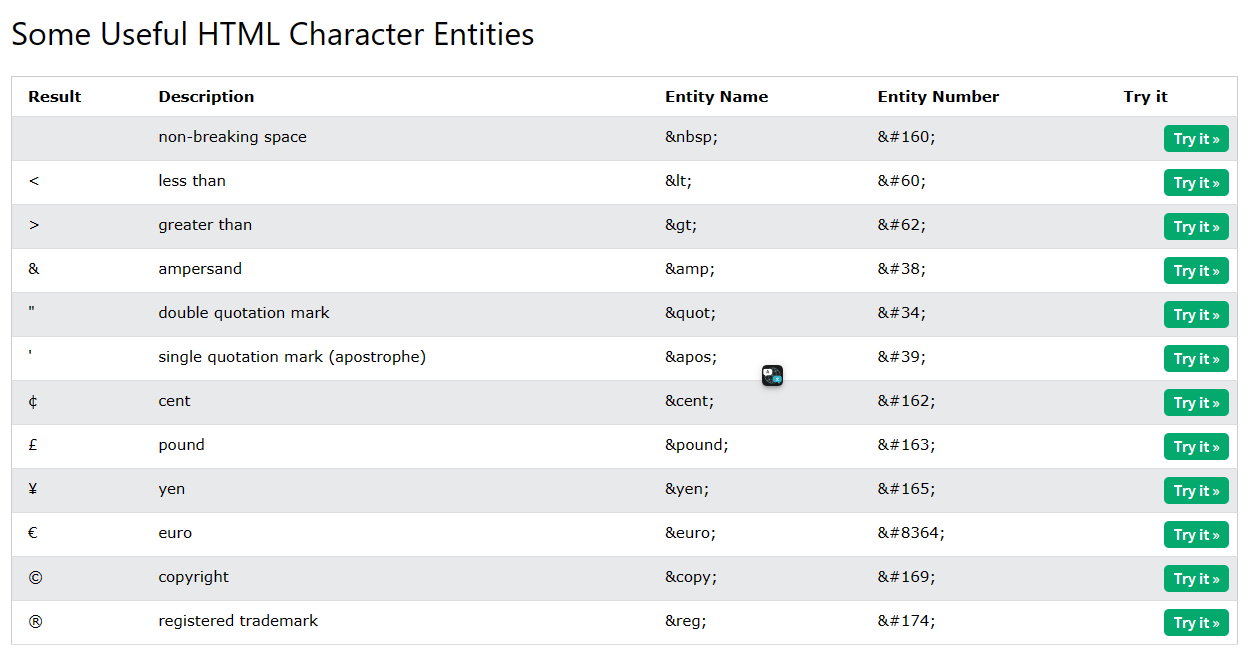 Some Useful HTML Character Entities
Result Description Entity Name Entity Number Try it
non-breaking space &nbsp; &#160; Try it »
< less than &lt; &#60; Try it »
> greater than &gt; &#62; Try it »
& ampersand &amp; &#38; Try it »
" double quotation mark &quot; &#34; Try it »
' single quotation mark (apostrophe) &apos; &#39; Try it »
¢ cent &cent; &#162; Try it »
£ pound &pound; &#163; Try it »
¥ yen &yen; &#165; Try it »
€ euro &euro; &#8364; Try it »
© copyright &copy; &#169; Try it »
® registered trademark &reg; &#174; Try it »